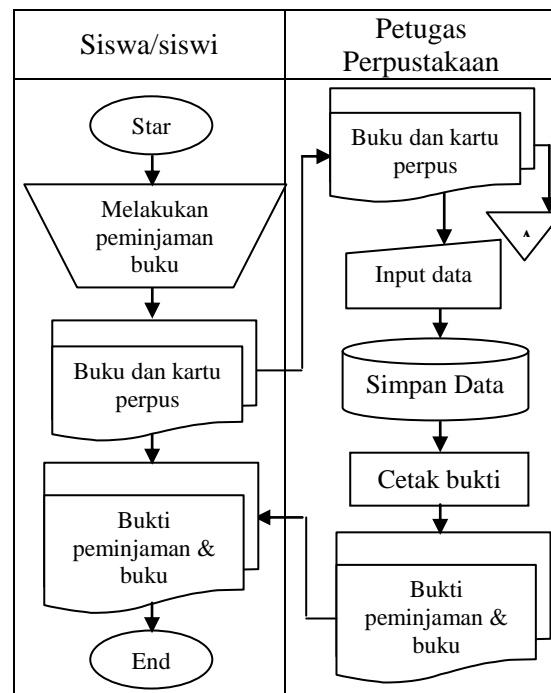 Siswa/siswi
Petugas
Perpustakaan
Star
Melakukan
peminjaman
buku
Buku dan kartu
perpus
Bukti
peminjaman &
buku
End
Buku dan kartu
perpus
A
Input data
Simpan Data
Cetak bukti
Bukti
peminjaman &
buku